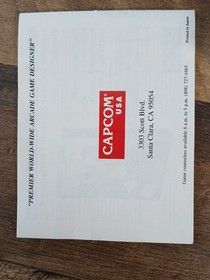 "PREMIER WORLD-WIDE ARCADE GAME DESIGNER"
CAPCOM®
USA
3303 Scott Blvd.
Santa Clara, CA 95054
Game counselors available 8 a.m. to 5 p.m. (408) 727-1665
Printed in Japan